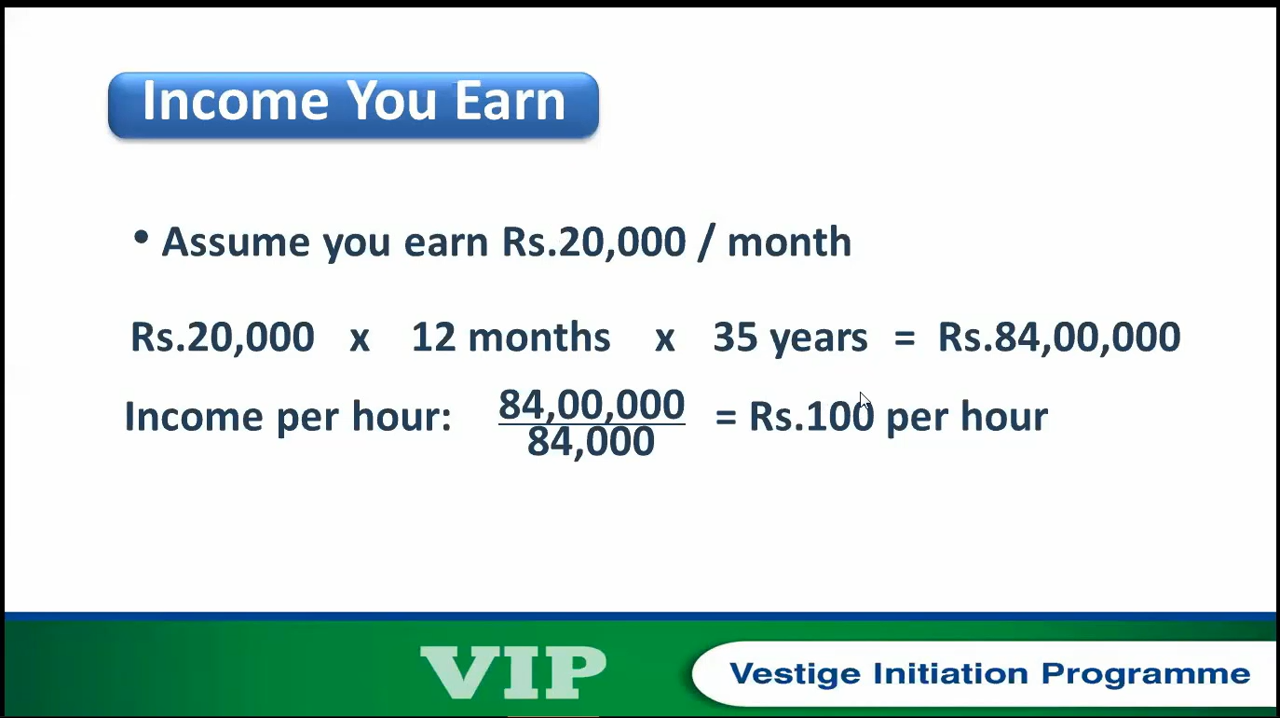 Income You Earn
• Assume you earn Rs.20,000 / month
Rs.20,000 x 12 months x 35 years = Rs.84,00,000
Income per hour: 84,00,000 = Rs.100 per hour
84,000
VIP
Vestige Initiation Programme